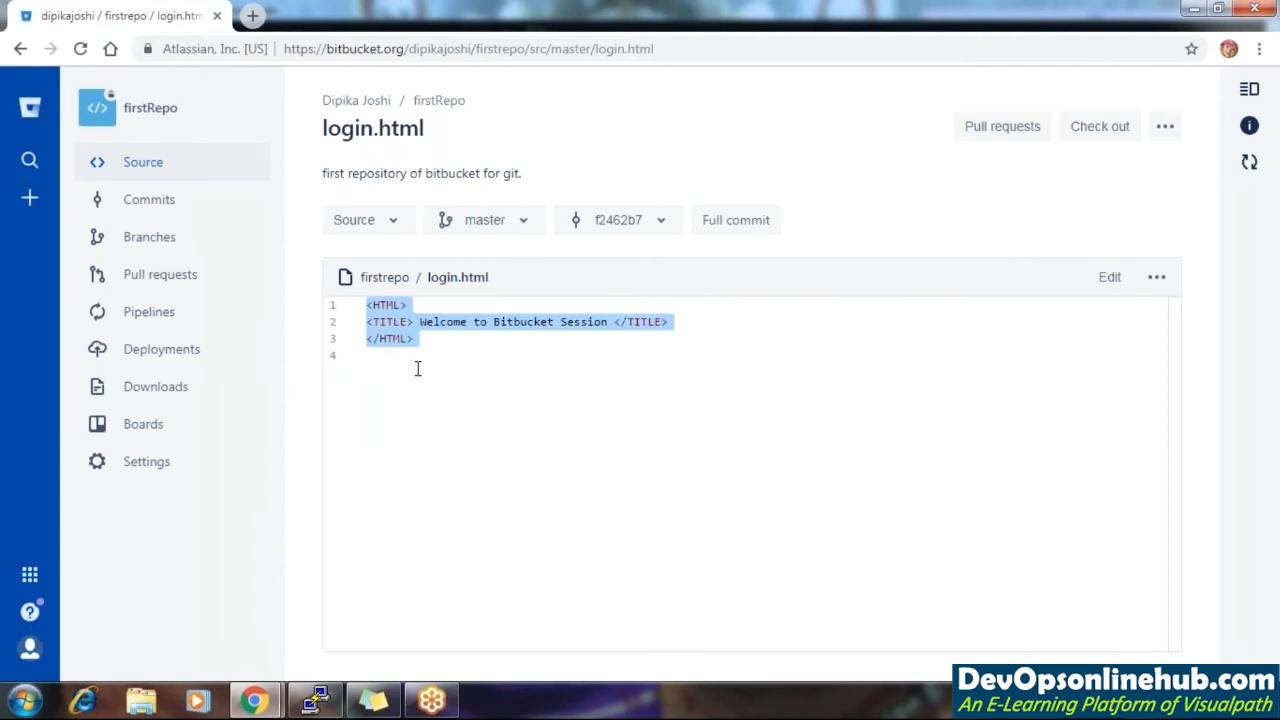 dipikajoshi / firstrepo / login.htm
Atlassian, Inc. [US] https://bitbucket.org/dipikajoshi/firstrepo/src/master/login.html
firstRepo
Source
Commits
Branches
Pull requests
Pipelines
Deployments
Downloads
Boards
Settings
Dipika Joshi / firstRepo
login.html
Pull requests Check out
first repository of bitbucket for git.
Source master f2462b7 Full commit
firstrepo / login.html Edit
1 <HTML>
2 <TITLE> Welcome to Bitbucket Session </TITLE>
3 </HTML>
4
DevOpsonlinehub.com
An E-Learning Platform of Visualpath